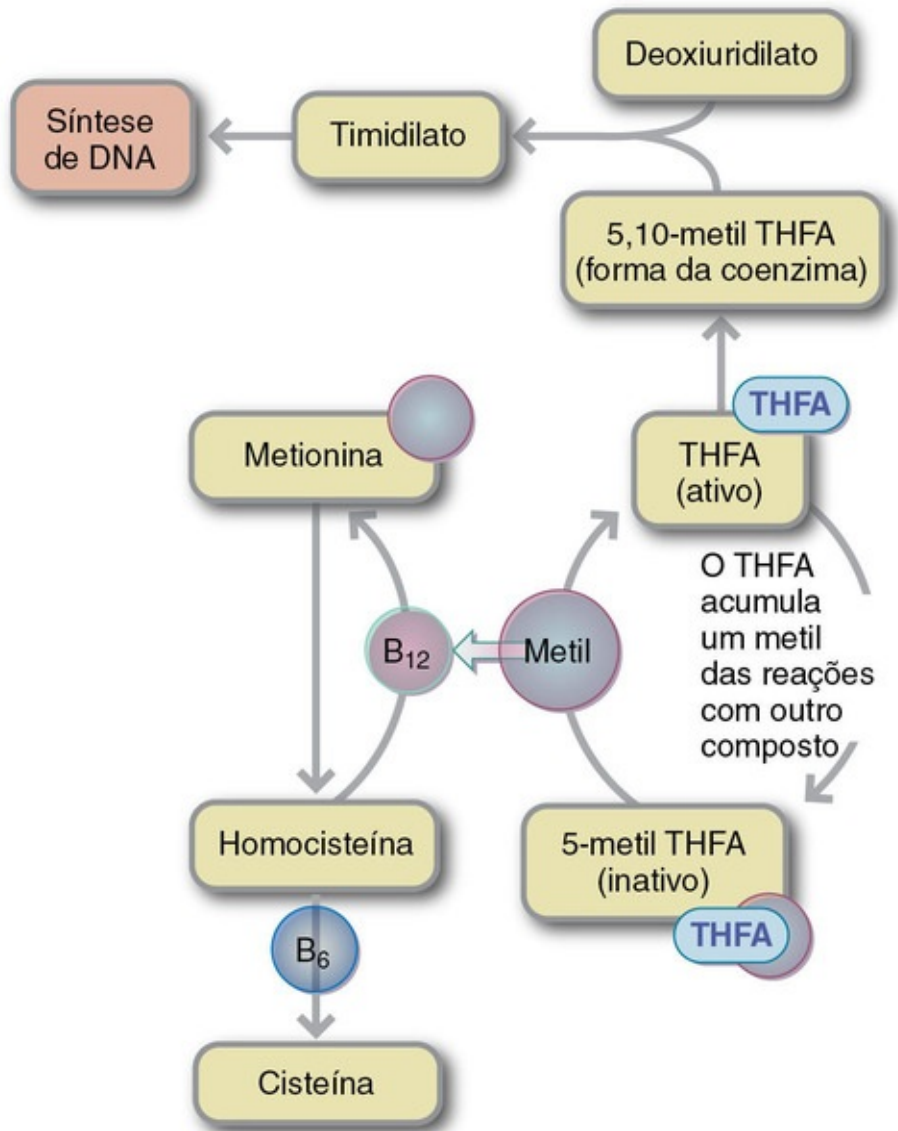 Deoxiuridilato
Síntese
de DNA
Timidilato
5,10-metil THFA
(forma da coenzima)
THFA
Metionina
THFA
(ativo)
O THFA
acumula
um metil
das reações
com outro
composto
B₁₂
Metil
Homocisteína
5-metil THFA
(inativo)
THFA
B₆
Cisteína